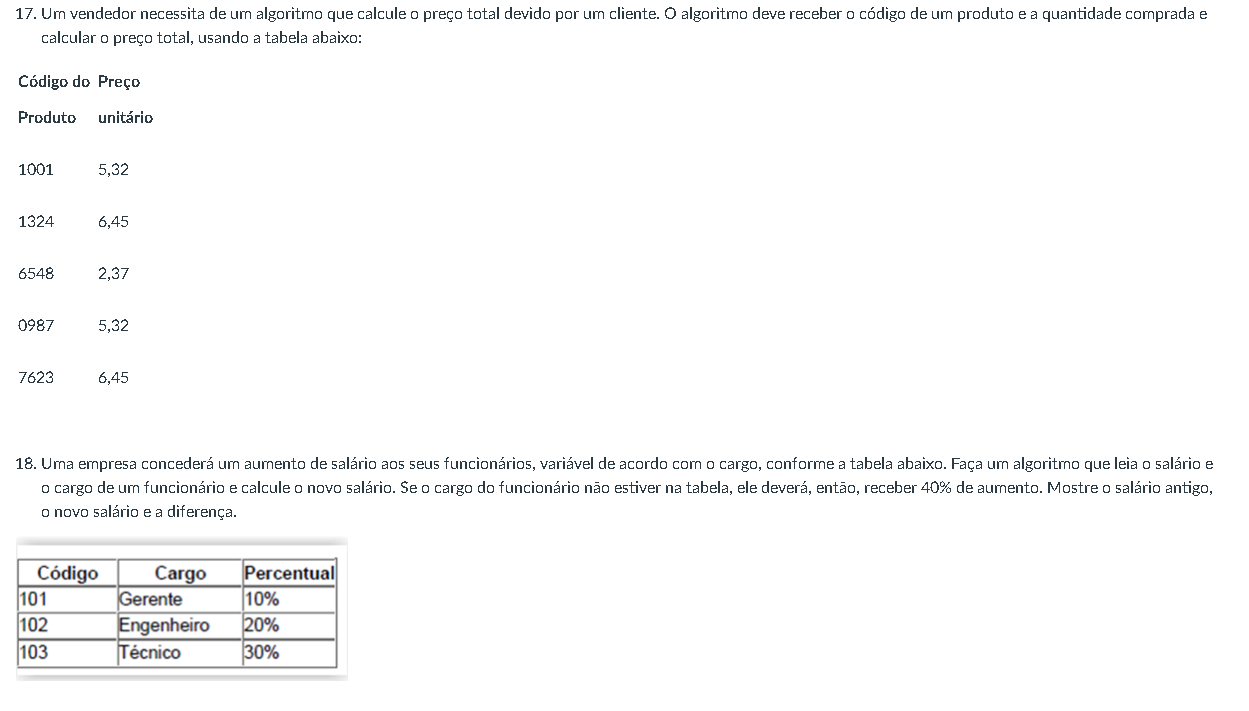 17. Um vendedor necessita de um algoritmo que calcule o preço total devido por um cliente. O algoritmo deve receber o código de um produto e a quantidade comprada e
calcular o preço total, usando a tabela abaixo:
Código do Preço
Produto unitário
1001 5,32
1324 6,45
6548 2,37
0987 5,32
7623 6,45
18. Uma empresa concederá um aumento de salário aos seus funcionários, variável de acordo com o cargo, conforme a tabela abaixo. Faça um algoritmo que leia o salário e
o cargo de um funcionário e calcule o novo salário. Se o cargo do funcionário não estiver na tabela, ele deverá, então, receber 40% de aumento. Mostre o salário antigo,
o novo salário e a diferença.
Código Cargo Percentual
101 Gerente 10%
102 Engenheiro 20%
103 Técnico 30%